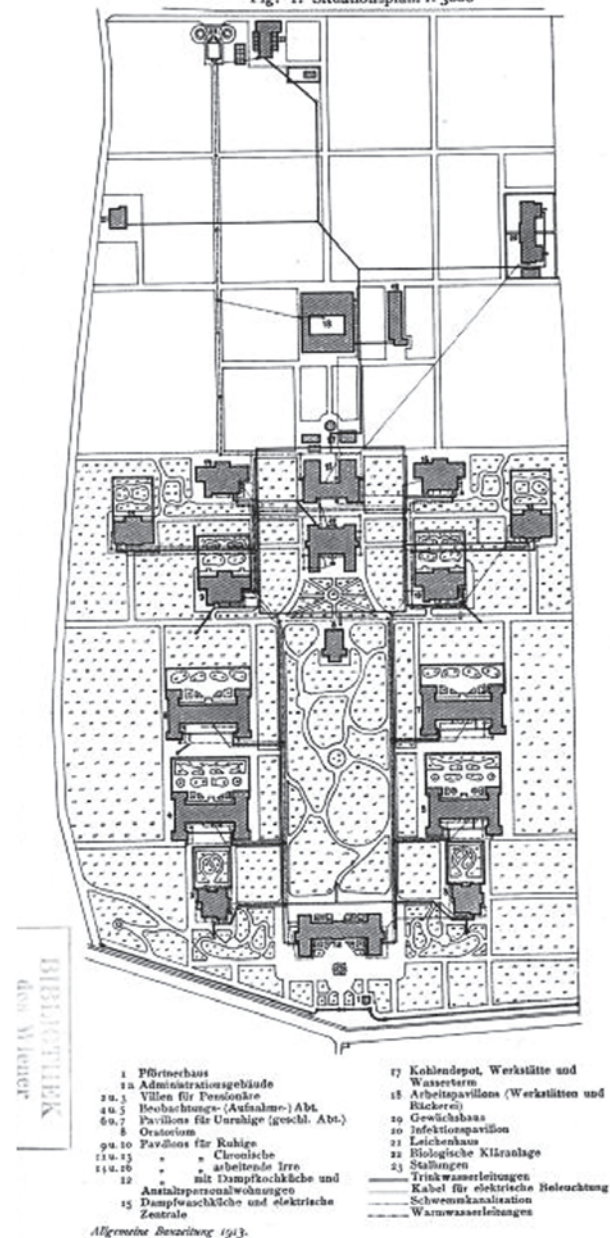 Fig. 1. Situationsplan 1:3000
18
1 Pförtnerhaus
1a Administrationsgebäude
2 u. 3 Villen für Pensionäre
4 u. 5 Beobachtungs- (Aufnahme-) Abt.
6 u. 7 Pavillons für Unruhige (geschl. Abt.)
8 Oratorium
9 u. 10 Pavillons für Ruhige
11 u. 13 „ „ Chronische
14 u. 16 „ „ arbeitende Irre
12 „ mit Dampfkochküche und
Anstaltspersonalwohnungen
15 Dampfwaschküche und elektrische
Zentrale
17 Kohlendepot, Werkstätte und
Wasserturm
18 Arbeitspavillons (Werkstätten und
Bäckerei)
19 Gewächshaus
20 Infektionspavillon
21 Leichenhaus
22 Biologische Kläranlage
23 Stallungen
Trinkwasserleitungen
Kabel für elektrische Beleuchtung
Schwemmkanalisation
Warmwasserleitungen
Allgemeine Bauzeitung 1913.
BIBLIOTHEK
des Wiener